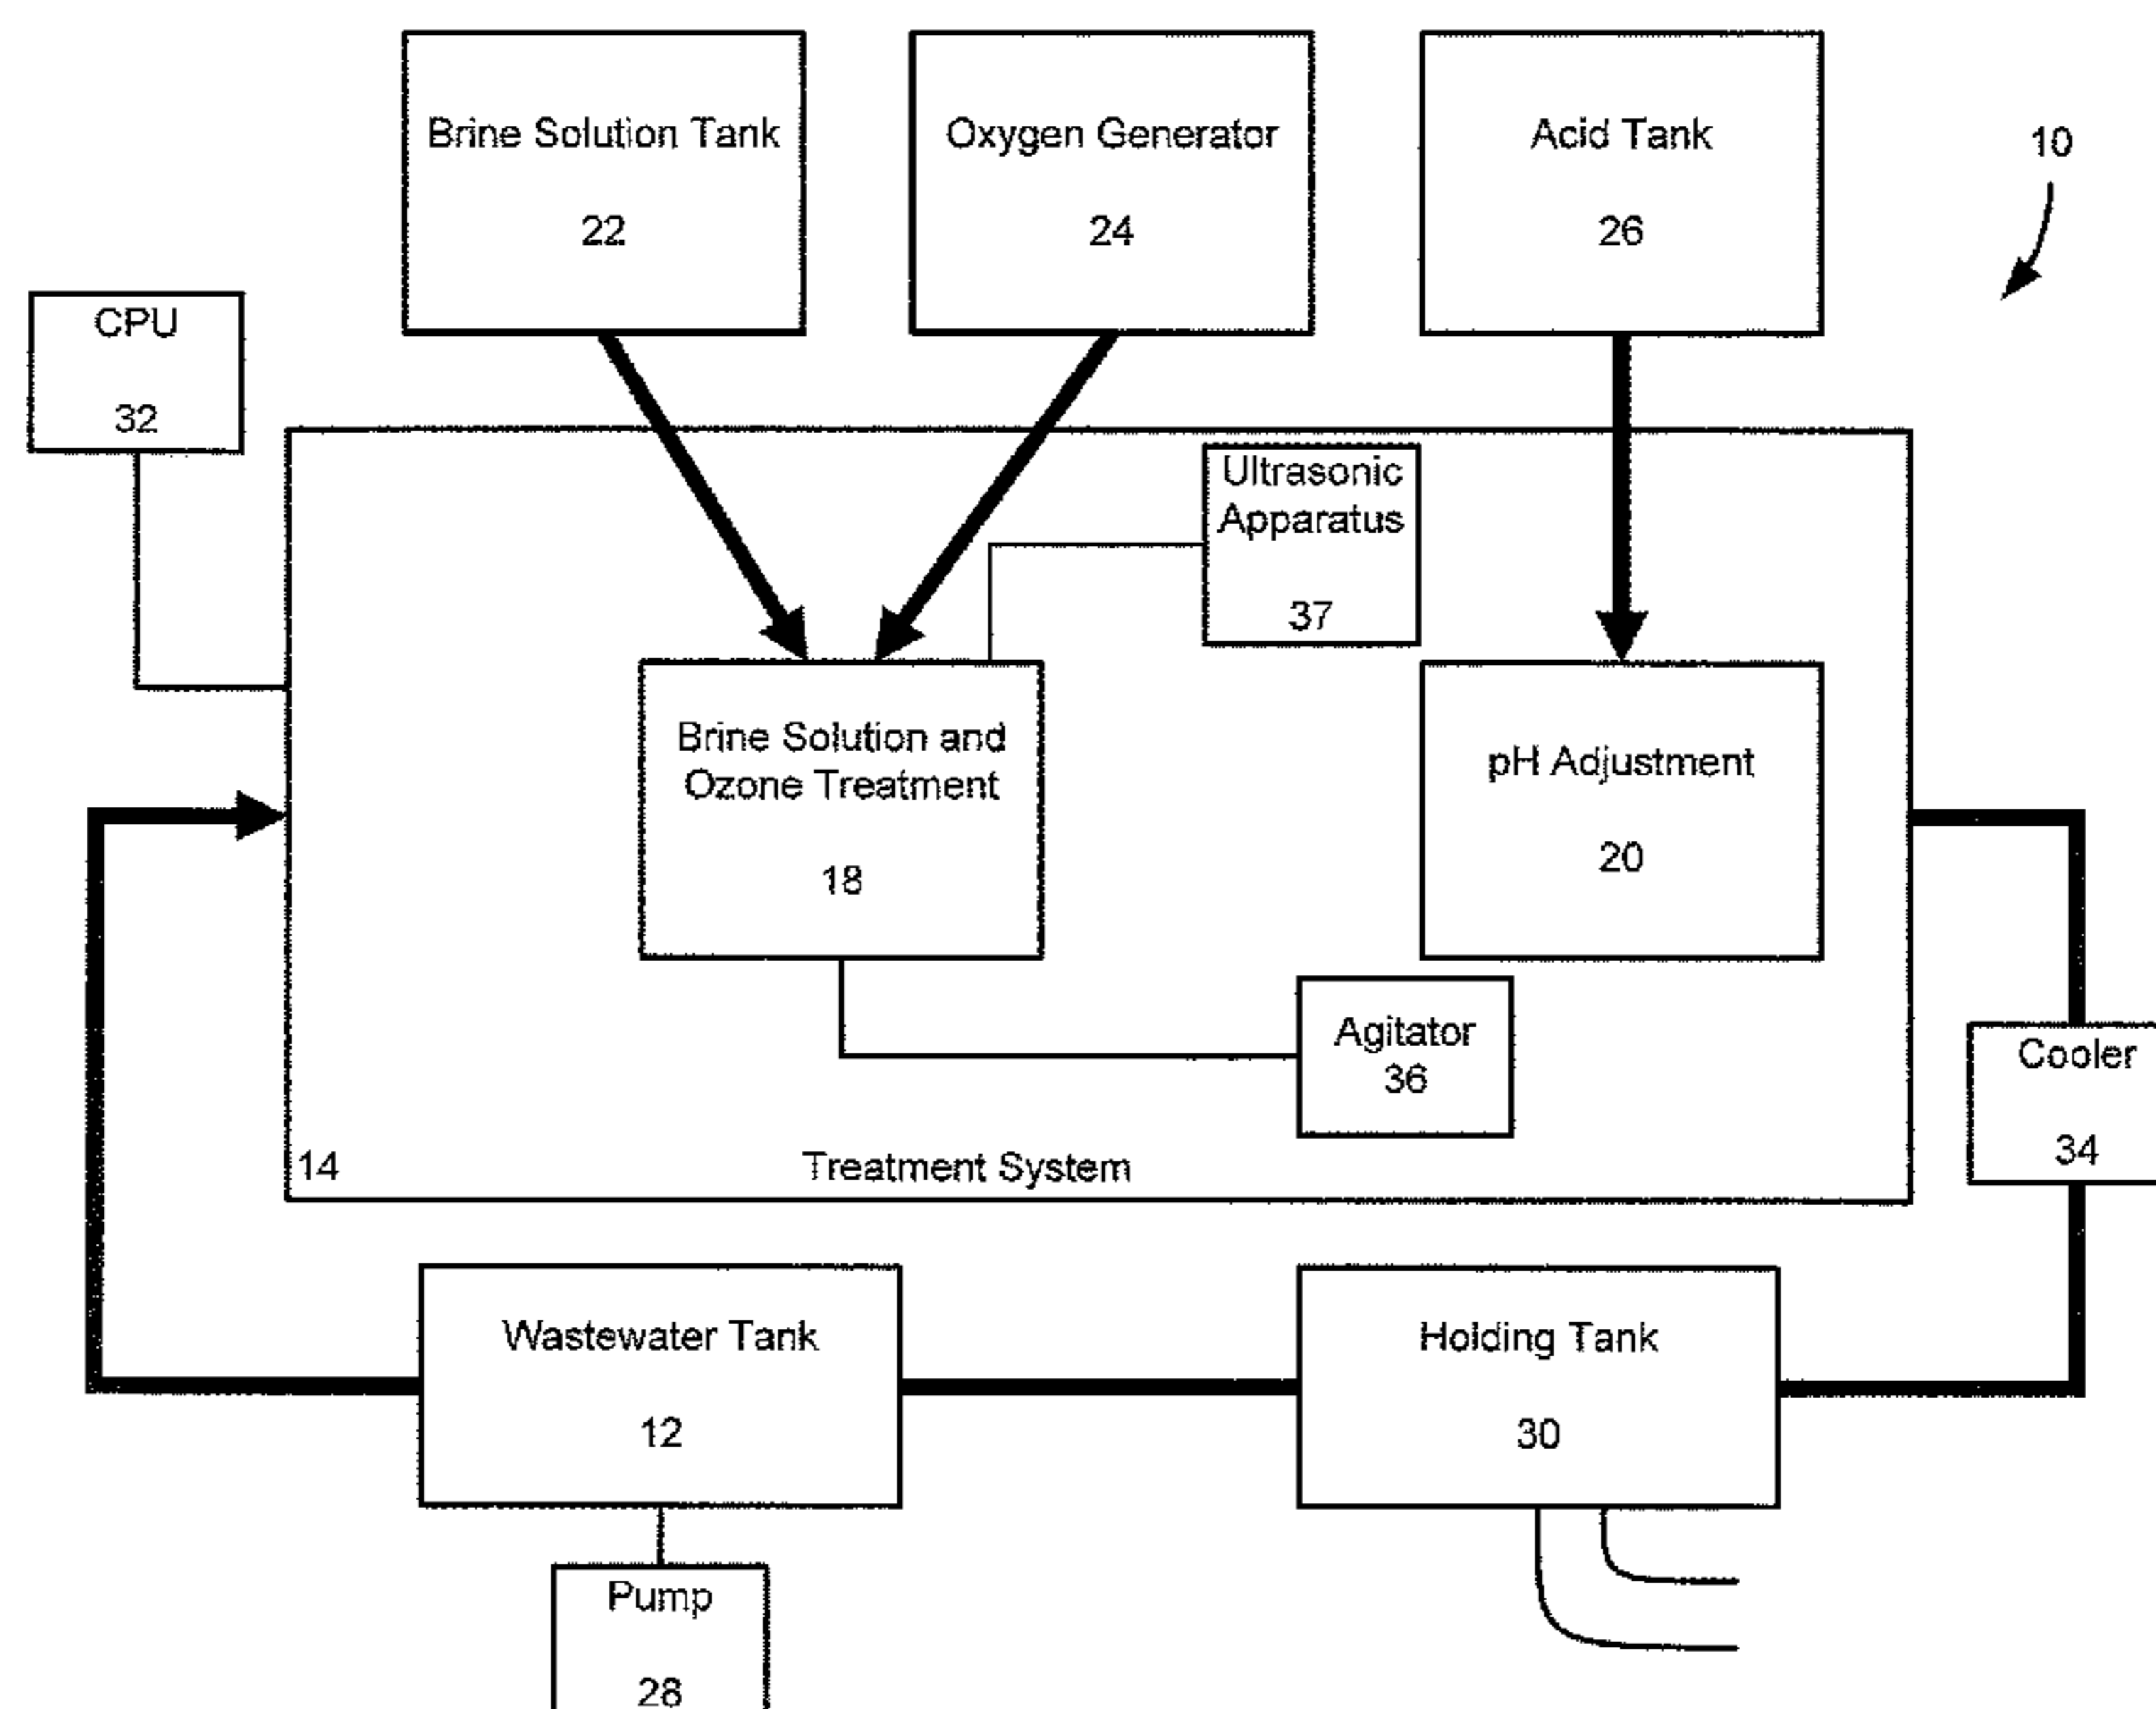 Brine Solution Tank
22
Oxygen Generator
24
Acid Tank
26
10
CPU
32
Ultrasonic
Apparatus
37
Brine Solution and
Ozone Treatment
18
pH Adjustment
20
Agitator
36
Cooler
34
14
Treatment System
Wastewater Tank
12
Holding Tank
30
Pump
28